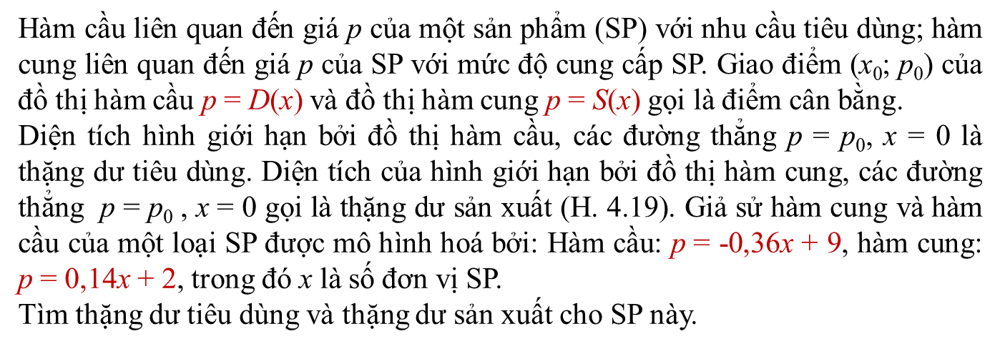 Hàm cầu liên quan đến giá p của một sản phẩm (SP) với nhu cầu tiêu dùng; hàm
cung liên quan đến giá p của SP với mức độ cung cấp SP. Giao điểm (x₀; p₀) của
đồ thị hàm cầu p = D(x) và đồ thị hàm cung p = S(x) gọi là điểm cân bằng.
Diện tích hình giới hạn bởi đồ thị hàm cầu, các đường thẳng p = p₀, x = 0 là
thặng dư tiêu dùng. Diện tích của hình giới hạn bởi đồ thị hàm cung, các đường
thẳng p = p₀ , x = 0 gọi là thặng dư sản xuất (H. 4.19). Giả sử hàm cung và hàm
cầu của một loại SP được mô hình hoá bởi: Hàm cầu: p = -0,36x + 9, hàm cung:
p = 0,14x + 2, trong đó x là số đơn vị SP.
Tìm thặng dư tiêu dùng và thặng dư sản xuất cho SP này.